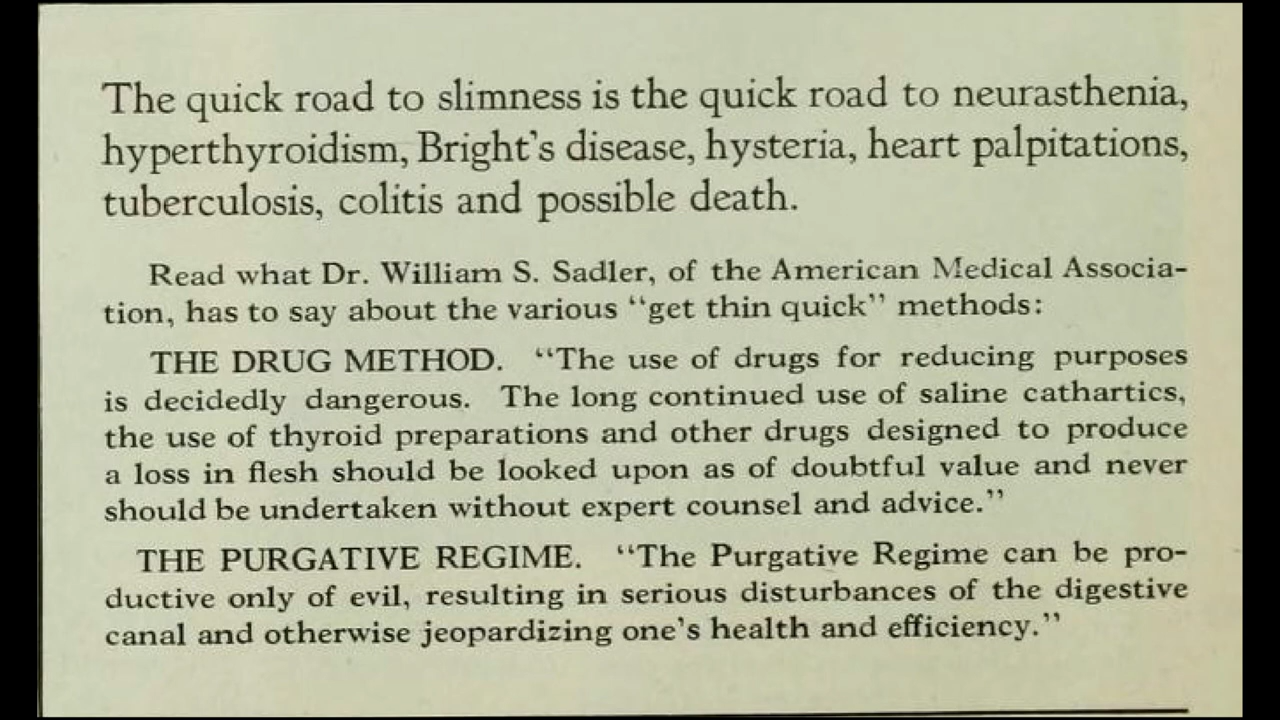 The quick road to slimness is the quick road to neurasthenia,
hyperthyroidism, Bright's disease, hysteria, heart palpitations,
tuberculosis, colitis and possible death.
Read what Dr. William S. Sadler, of the American Medical Associa-
tion, has to say about the various "get thin quick" methods:
THE DRUG METHOD. "The use of drugs for reducing purposes
is decidedly dangerous. The long continued use of saline cathartics,
the use of thyroid preparations and other drugs designed to produce
a loss in flesh should be looked upon as of doubtful value and never
should be undertaken without expert counsel and advice."
THE PURGATIVE REGIME. "The Purgative Regime can be pro-
ductive only of evil, resulting in serious disturbances of the digestive
canal and otherwise jeopardizing one's health and efficiency."